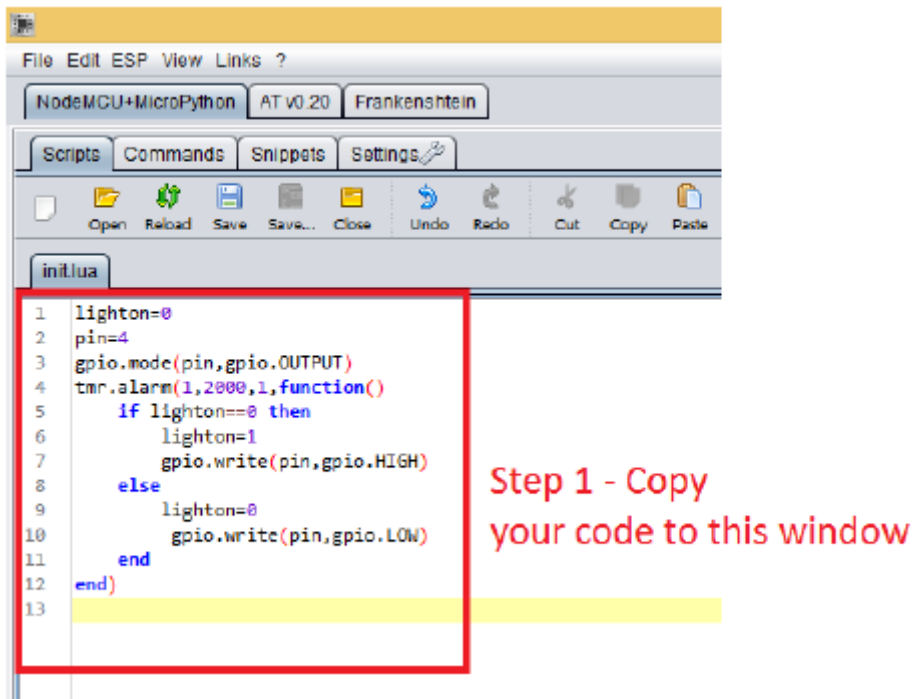 File Edit ESP View Links ?
NodeMCU+MicroPython AT v0.20 Frankenshtein
Scripts Commands Snippets Settings
Open Reload Save Save... Close Undo Redo Cut Copy Paste
init.lua
1 lighton=0
2 pin=4
3 gpio.mode(pin,gpio.OUTPUT)
4 tmr.alarm(1,2000,1,function()
5 if lighton==0 then
6 lighton=1
7 gpio.write(pin,gpio.HIGH)
8 else
9 lighton=0
10 gpio.write(pin,gpio.LOW)
11 end
12 end)
13
Step 1 - Copy
your code to this window